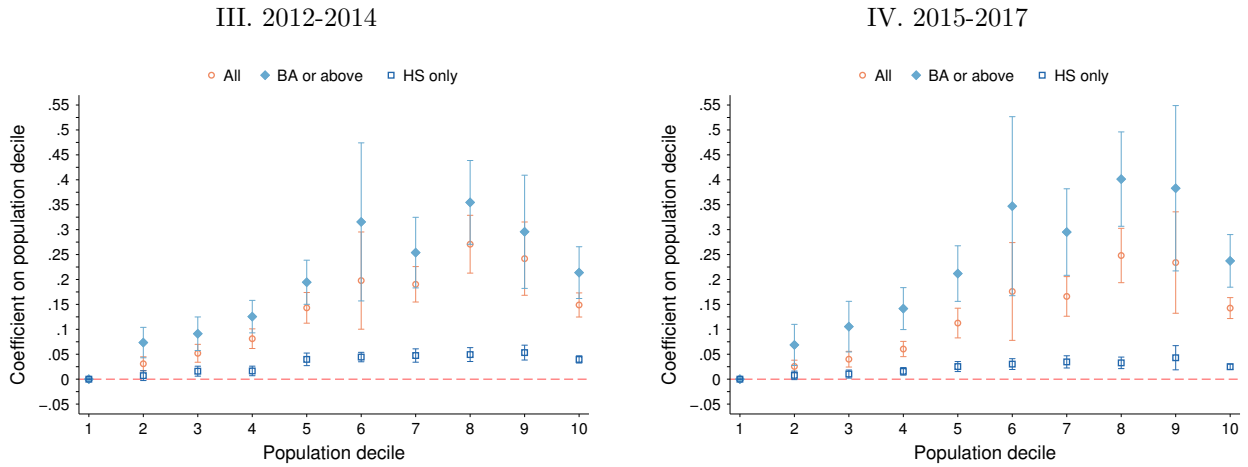 III. 2012-2014
All BA or above HS only
Coefficient on population decile
.55
.5
.45
.4
.35
.3
.25
.2
.15
.1
.05
0
−.05
1 2 3 4 5 6 7 8 9 10
Population decile
IV. 2015-2017
All BA or above HS only
Coefficient on population decile
.55
.5
.45
.4
.35
.3
.25
.2
.15
.1
.05
0
−.05
1 2 3 4 5 6 7 8 9 10
Population decile